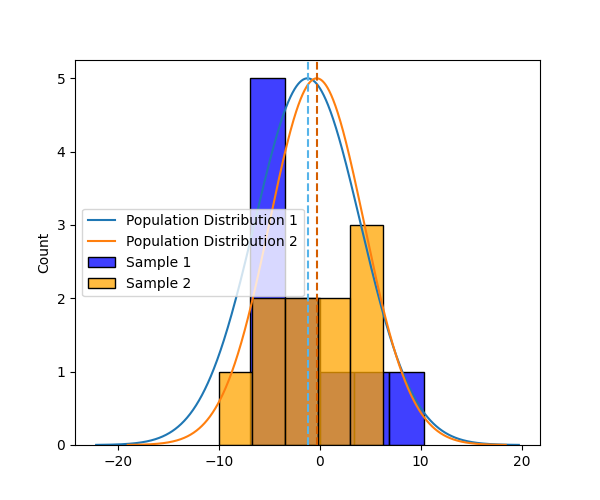 5
4
3
2
1
0
Count
Population Distribution 1
Population Distribution 2
Sample 1
Sample 2
−20
−10
0
10
20